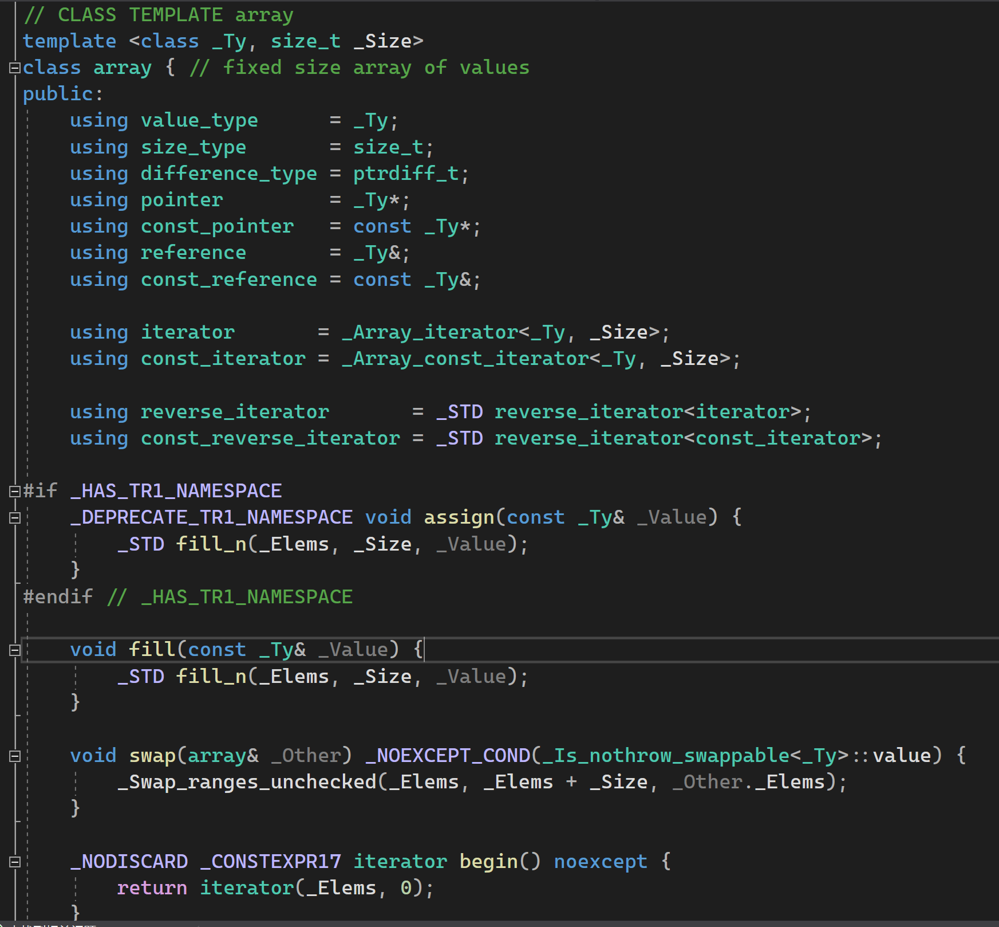 // CLASS TEMPLATE array
template <class _Ty, size_t _Size>
class array { // fixed size array of values
public:
    using value_type      = _Ty;
    using size_type       = size_t;
    using difference_type = ptrdiff_t;
    using pointer         = _Ty*;
    using const_pointer   = const _Ty*;
    using reference       = _Ty&;
    using const_reference = const _Ty&;

    using iterator       = _Array_iterator<_Ty, _Size>;
    using const_iterator = _Array_const_iterator<_Ty, _Size>;

    using reverse_iterator       = _STD reverse_iterator<iterator>;
    using const_reverse_iterator = _STD reverse_iterator<const_iterator>;

#if _HAS_TR1_NAMESPACE
    _DEPRECATE_TR1_NAMESPACE void assign(const _Ty& _Value) {
        _STD fill_n(_Elems, _Size, _Value);
    }
#endif // _HAS_TR1_NAMESPACE

    void fill(const _Ty& _Value) {
        _STD fill_n(_Elems, _Size, _Value);
    }

    void swap(array& _Other) _NOEXCEPT_COND(_Is_nothrow_swappable<_Ty>::value) {
        _Swap_ranges_unchecked(_Elems, _Elems + _Size, _Other._Elems);
    }

    _NODISCARD _CONSTEXPR17 iterator begin() noexcept {
        return iterator(_Elems, 0);
    }